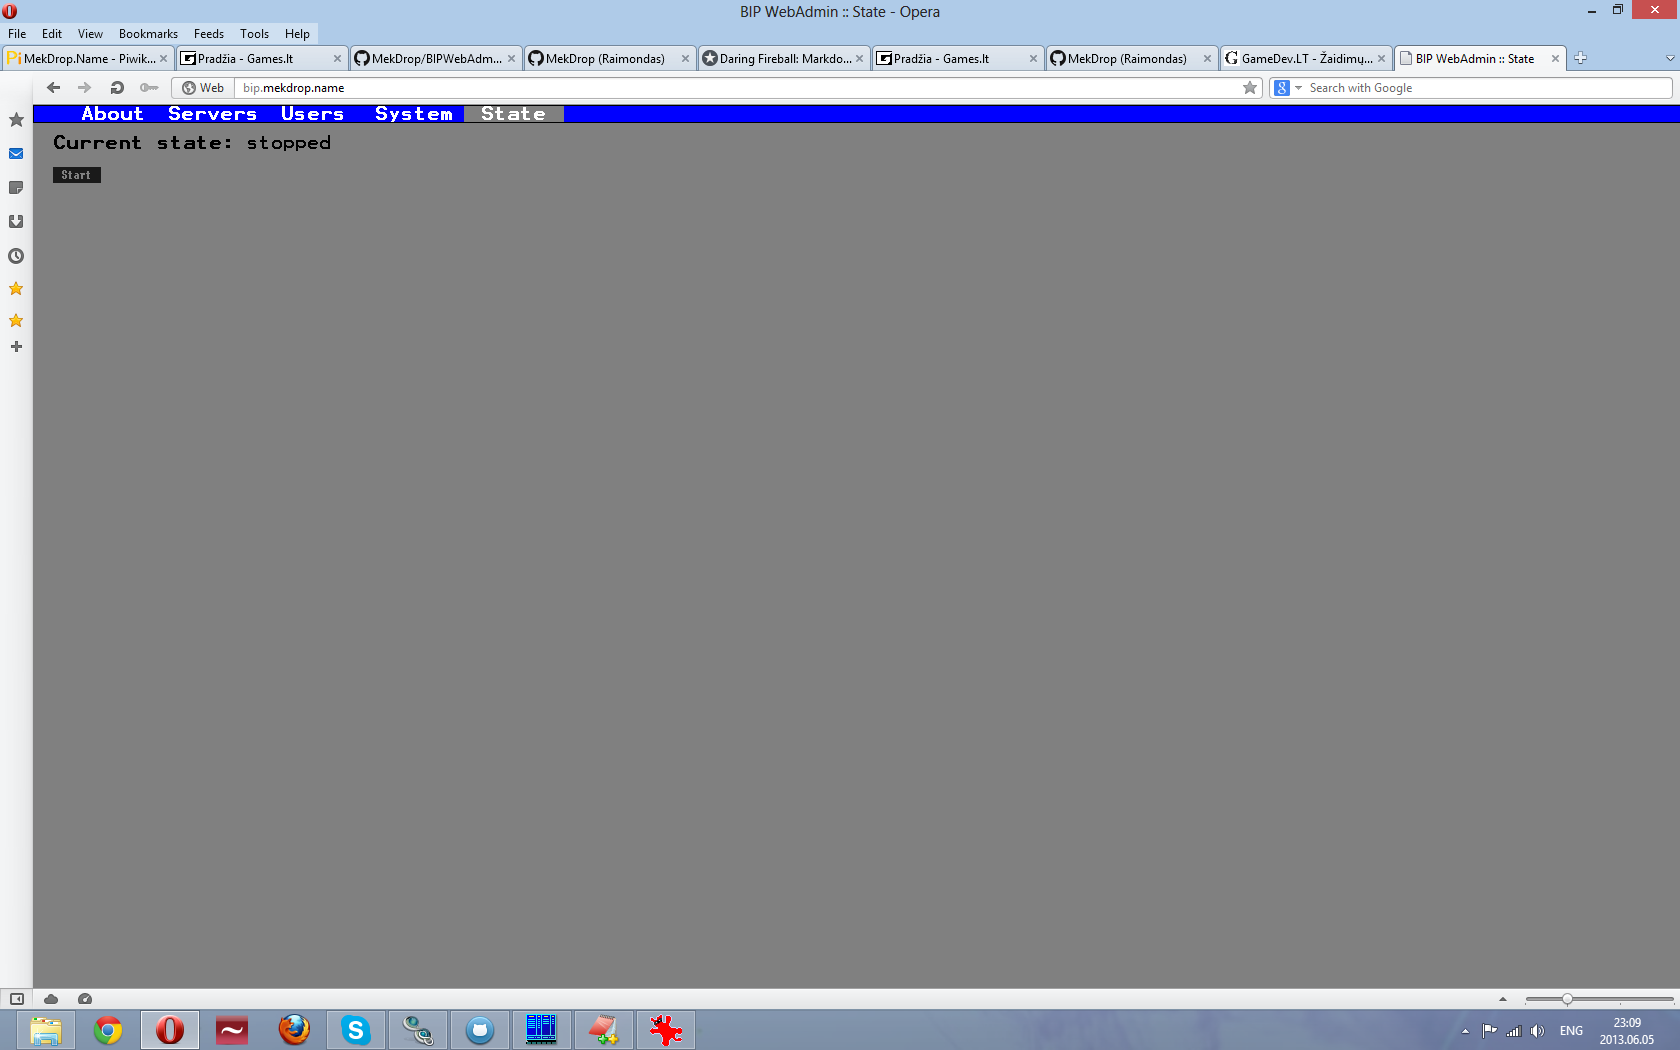 BIP WebAdmin :: State - Opera
File Edit View Bookmarks Feeds Tools Help
Pi MekDrop.Name - Piwik... Pradžia - Games.lt MekDrop/BIPWebAdm... MekDrop (Raimondas) Daring Fireball: Markdo... Pradžia - Games.lt MekDrop (Raimondas) GameDev.LT - Žaidimų... BIP WebAdmin :: State
Web bip.mekdrop.name 8 Search with Google
About Servers Users System State
Current state: stopped
Start
ENG
23:09
2013.06.05